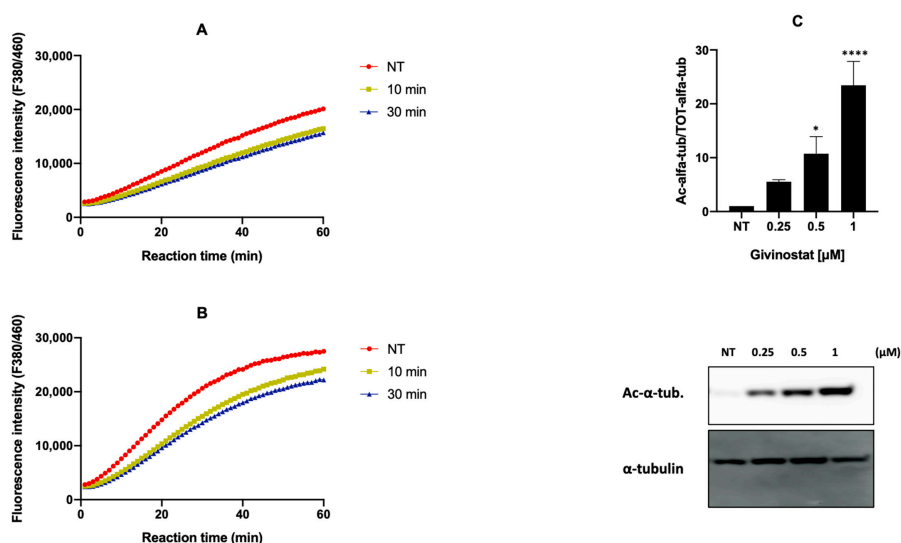 A
Fluorescence intensity (F380/460)
30,000
20,000
10,000
0
0 20 40 60
Reaction time (min)
NT
10 min
30 min
B
Fluorescence intensity (F380/460)
30,000
20,000
10,000
0
0 20 40 60
Reaction time (min)
NT
10 min
30 min
C
Ac-alfa-tub/TOT-alfa-tub
30
20
10
0
*
****
NT 0.25 0.5 1
Givinostat [µM]
NT 0.25 0.5 1 (µM)
Ac-α-tub.
α-tubulin